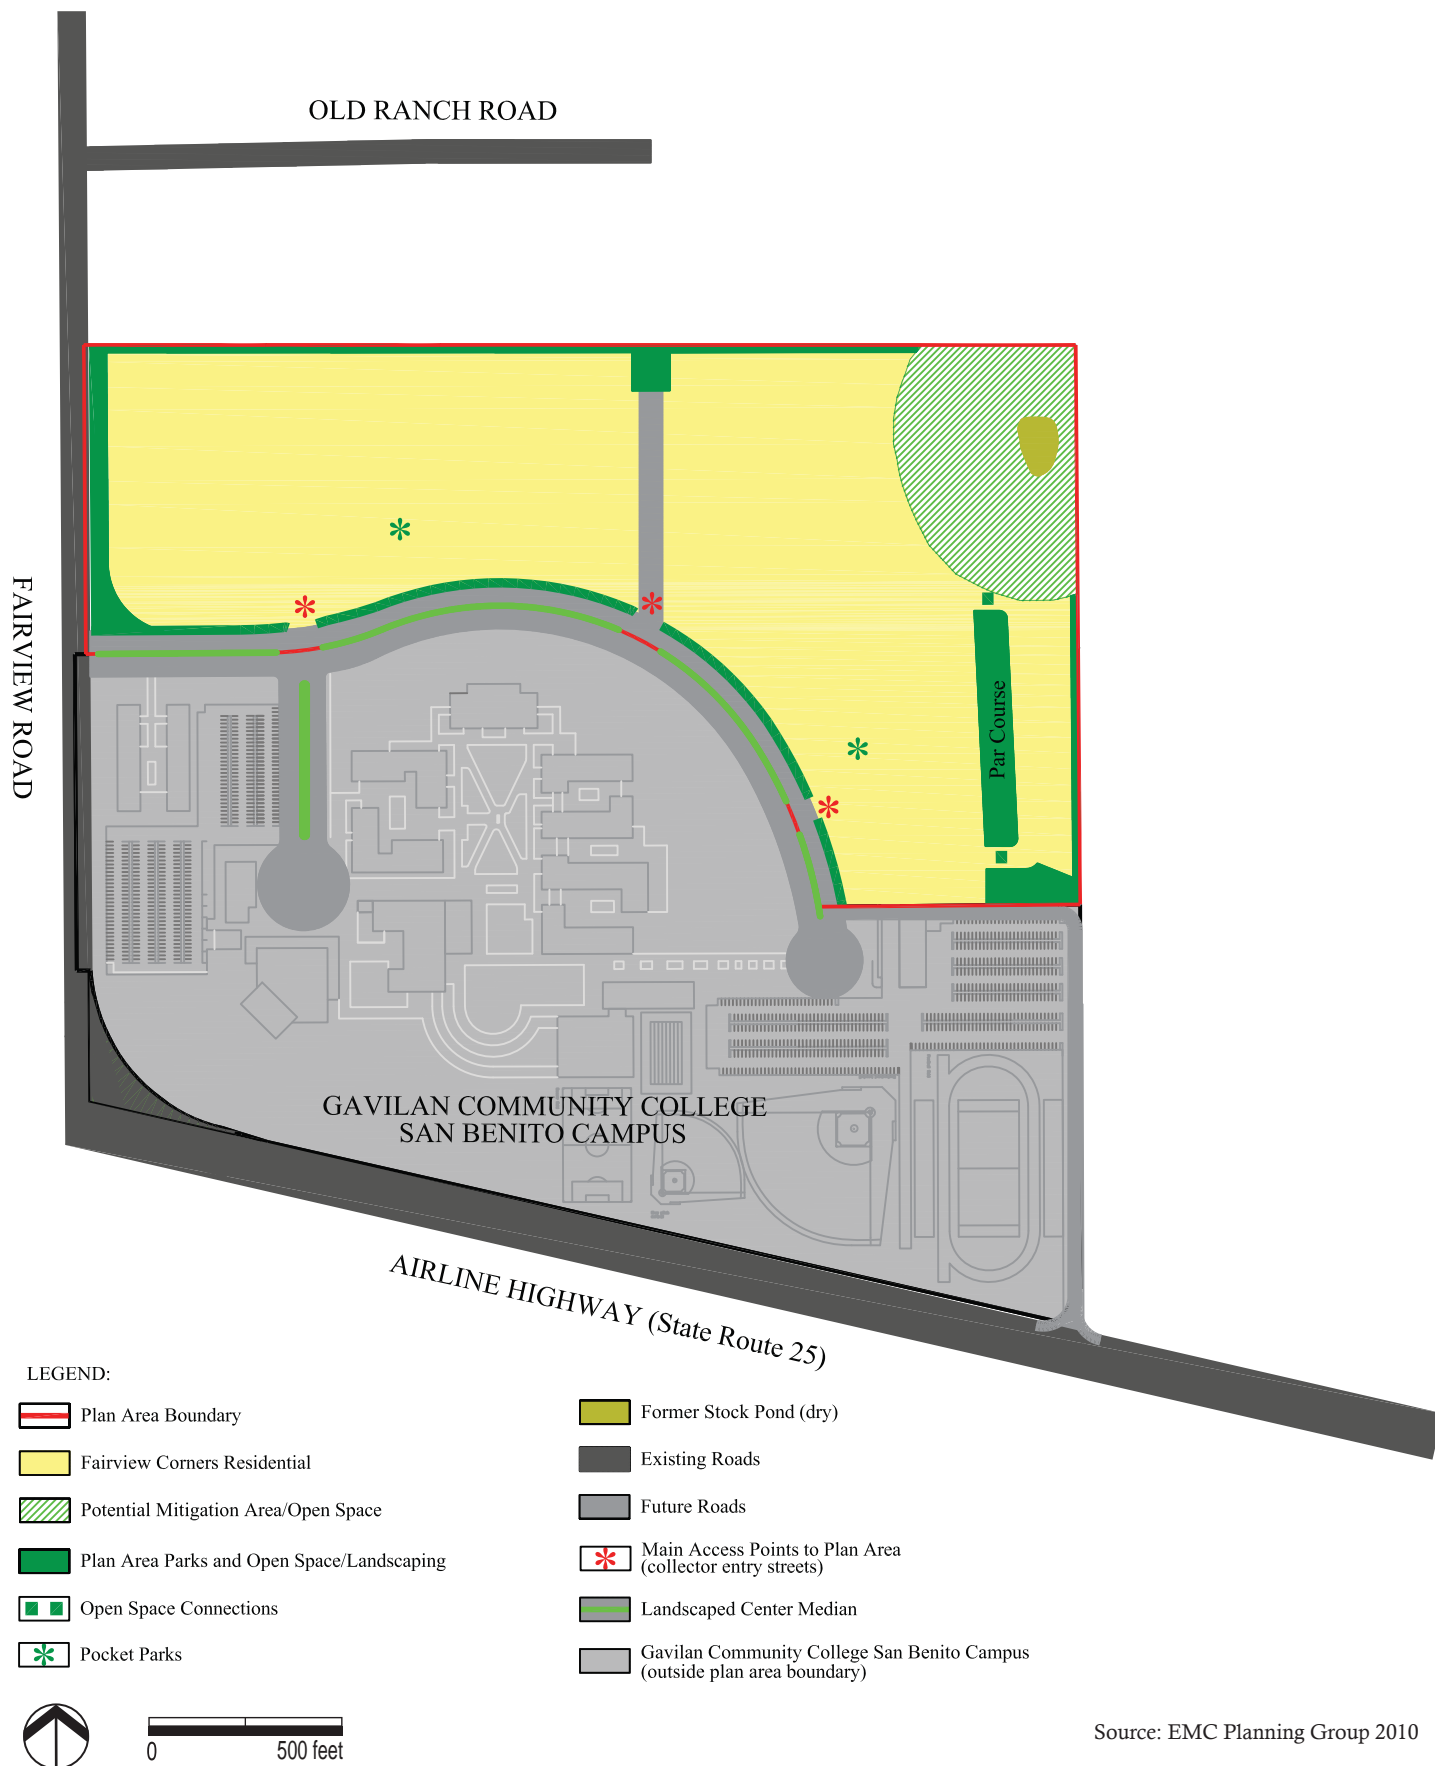 OLD RANCH ROAD
FAIRVIEW ROAD
Par Course
GAVILAN COMMUNITY COLLEGE
SAN BENITO CAMPUS
AIRLINE HIGHWAY (State Route 25)
LEGEND:
Plan Area Boundary
Fairview Corners Residential
Potential Mitigation Area/Open Space
Plan Area Parks and Open Space/Landscaping
Open Space Connections
Pocket Parks
Former Stock Pond (dry)
Existing Roads
Future Roads
Main Access Points to Plan Area
(collector entry streets)
Landscaped Center Median
Gavilan Community College San Benito Campus
(outside plan area boundary)
0 500 feet
Source: EMC Planning Group 2010